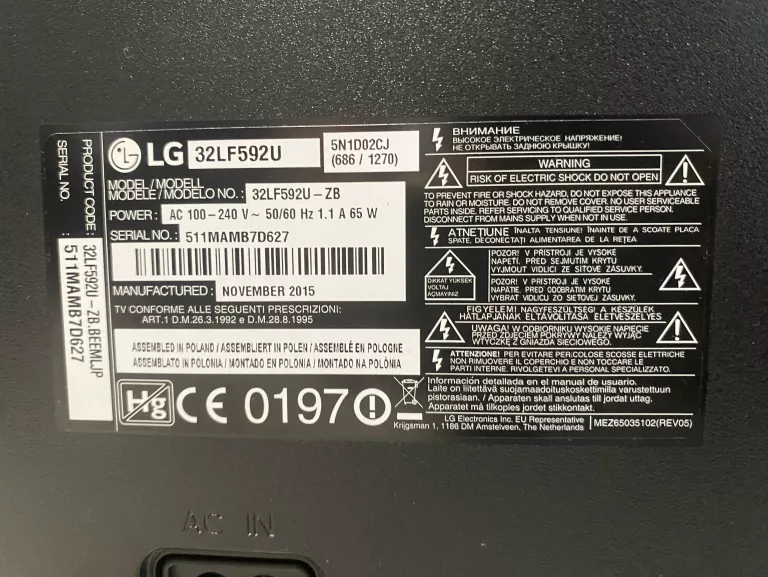 LG 32LF592U
5N1D02CJ
(686 / 1270)
MODEL / MODELL
MODELE / MODELO NO. : 32LF592U-ZB
POWER : AC 100-240 V~ 50/60 Hz 1.1 A 65 W
SERIAL NO. : 511MAMB7D627
MANUFACTURED : NOVEMBER 2015
TV CONFORME ALLE SEGUENTI PRESCRIZIONI:
ART.1 D.M.26.3.1992 e D.M.28.8.1995
ASSEMBLED IN POLAND / ASSEMBLIERT IN POLEN / ASSEMBLÉ EN POLOGNE
ASSEMBLATO IN POLONIA / MONTADO EN POLONIA / MONTADO NA POLÔNIA
Hg CE 0197
PRODUCT CODE : 32LF592U-ZB.BEEMLJP
SERIAL NO. : 511MAMB7D627
ВНИМАНИЕ
ВЫСОКОЕ ЭЛЕКТРИЧЕСКОЕ НАПРЯЖЕНИЕ!
НЕ ОТКРЫВАТЬ ЗАДНЮЮ КРЫШКУ!
WARNING
RISK OF ELECTRIC SHOCK DO NOT OPEN
TO PREVENT FIRE OR SHOCK HAZARD, DO NOT EXPOSE THIS APPLIANCE
TO RAIN OR MOISTURE. DO NOT REMOVE COVER. NO USER SERVICEABLE
PARTS INSIDE. REFER SERVICING TO QUALIFIED SERVICE PERSON.
DISCONNECT FROM MAINS SUPPLY WHEN NOT IN USE.
ATNEŢIUNE ÎNALTA TENSIUNE! ÎNAINTE DE A SCOATE PLACA
SPATE, DECONECTAŢI ALIMENTAREA DE LA REŢEA
DIKKAT YUKSEK
VOLTAJ
AÇMAYINIZ
POZOR! V PŘÍSTROJI JE VYSOKÉ
NAPĚTÍ. PŘED SEJMUTÍM KRYTU
VYJMOUT VIDLICI ZE SÍTOVÉ ZÁSUVKY.
POZOR! V PRÍSTROJI JE VYSOKÉ
NAPÄTIE. PRED ODOBRATÍM KRYTU
VYBRAŤ VIDLICU ZO SIEŤOVEJ ZÁSUVKY.
FIGYELEM! NAGYFESZÜLTSÉG! A KÉSZÜLÉK
HÁTLAPJÁNAK ELTÁVOLÍTÁSA ÉLETVESZÉLYES
UWAGA! W ODBIORNIKU WYSOKIE NAPIĘCIE
PRZED ZDJĘCIEM POKRYWY NALEŻY WYJĄĆ
WTYCZKĘ Z GNIAZDA SIECIOWEGO.
ATTENZIONE! PER EVITARE PERICOLOSE SCOSSE ELETTRICHE
NON RIMUOVERE IL COPERCHIO E NON TOCCARE LE
PARTI INTERNE. RIVOLGETEVI A PERSONAL SPECIALIZZATO.
Información detallada en el manual de usuario.
Laite on liitettävä suojamaadoituskoskettimilla varustettuun
pistorasiaan. / Apparaten skall anslutas till jordat uttag.
Apparatet må tilkoples jordet stikkontakt.
LG Electronics Inc. EU Representative
Krijgsman 1, 1186 DM Amstelveen, The Netherlands
MEZ65035102(REV05)
AC IN